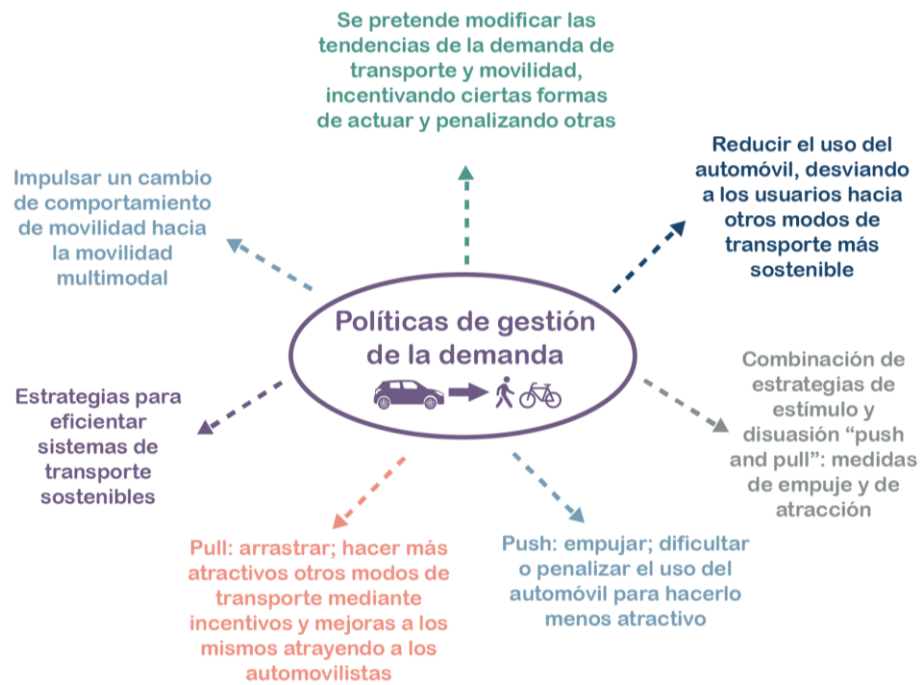 Se pretende modificar las
tendencias de la demanda de
transporte y movilidad,
incentivando ciertas formas
de actuar y penalizando otras
Reducir el uso del
automóvil, desviando
a los usuarios hacia
otros modos de
transporte más
sostenible
Impulsar un cambio
de comportamiento
de movilidad hacia
la movilidad
multimodal
Políticas de gestión
de la demanda
Combinación de
estrategias de
estímulo y
disuasión “push
and pull”: medidas
de empuje y de
atracción
Estrategias para
eficientar
sistemas de
transporte
sostenibles
Pull: arrastrar; hacer más
atractivos otros modos de
transporte mediante
incentivos y mejoras a los
mismos atrayendo a los
automovilistas
Push: empujar; dificultar
o penalizar el uso del
automóvil para hacerlo
menos atractivo